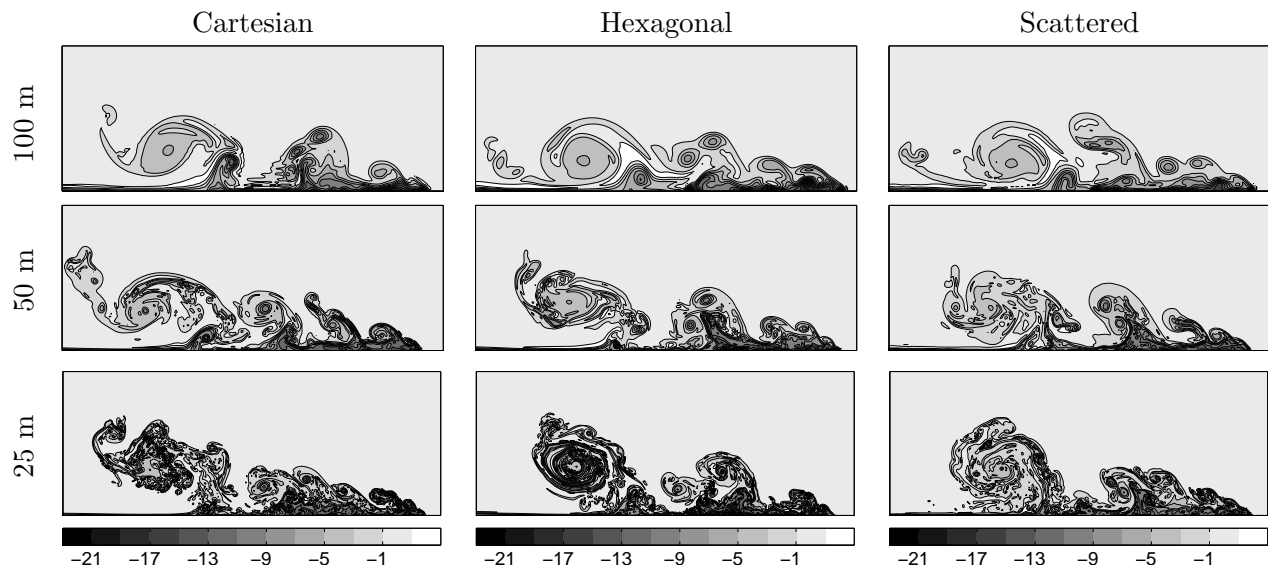 Cartesian Hexagonal Scattered
100 m
50 m
25 m
−21 −17 −13 −9 −5 −1 −21 −17 −13 −9 −5 −1 −21 −17 −13 −9 −5 −1